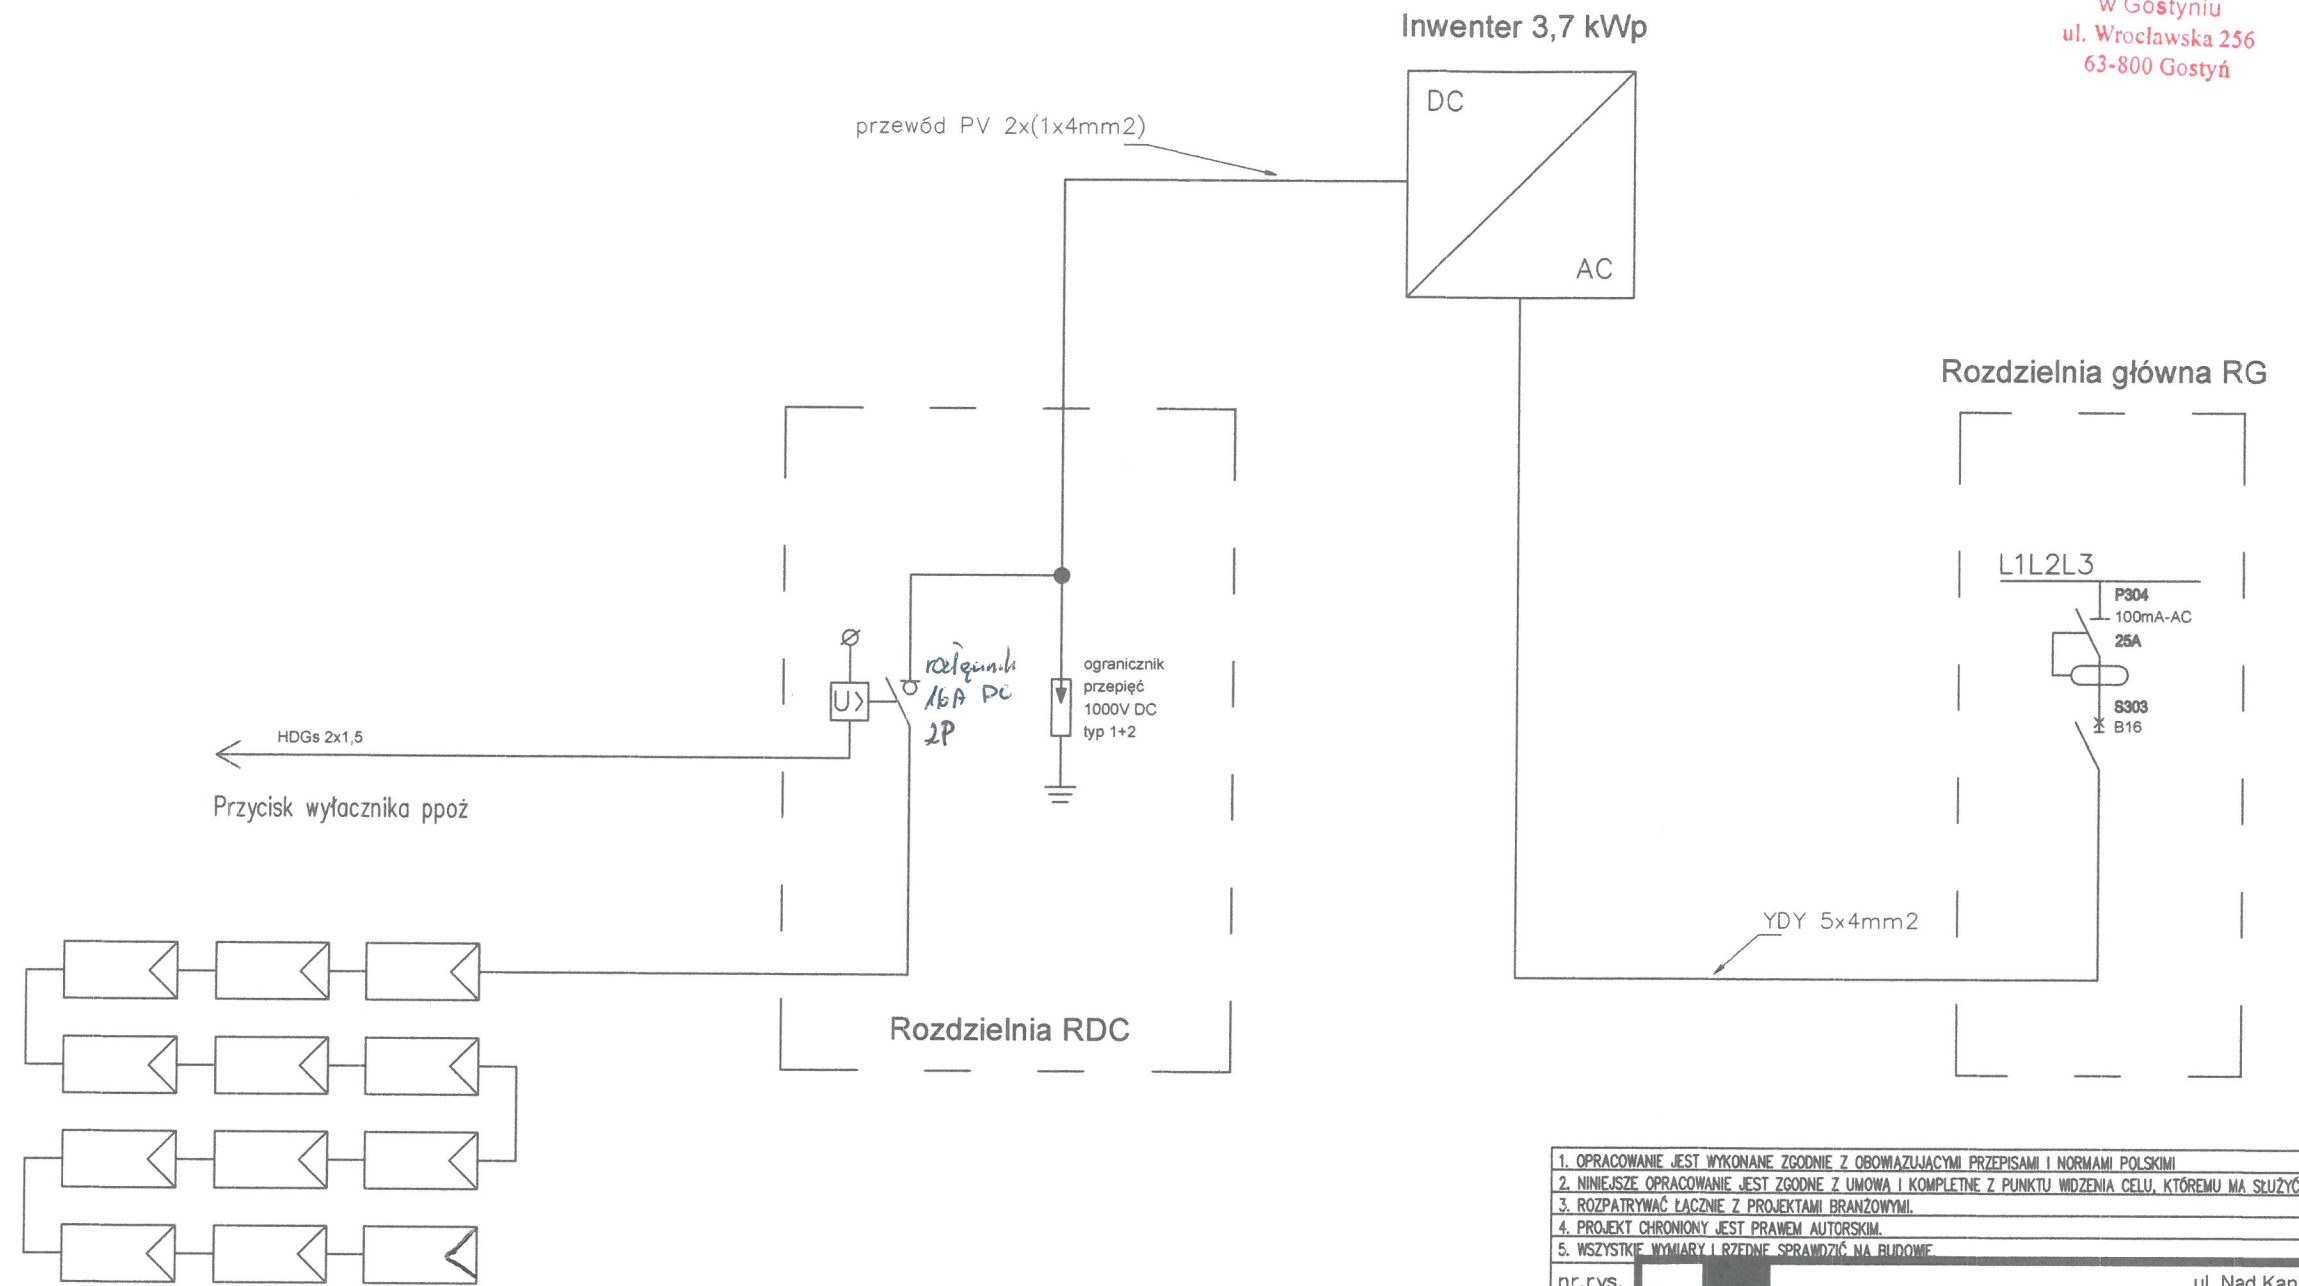 Inwenter 3,7 kWp
w Gostyniu
ul. Wrocławska 256
63-800 Gostyń
DC
AC
przewód PV 2x(1x4mm2)
Rozdzielnia główna RG
L1L2L3
P304
100mA-AC
25A
S303
B16
U>
rozłącznik
16A DC
2P
ogranicznik
przepięć
1000V DC
typ 1+2
HDGs 2x1,5
Przycisk wyłacznika ppoż
YDY 5x4mm2
Rozdzielnia RDC
1. OPRACOWANIE JEST WYKONANE ZGODNIE Z OBOWIAZUJACYMI PRZEPISAMI I NORMAMI POLSKIMI
2. NINIEJSZE OPRACOWANIE JEST ZGODNE Z UMOWA I KOMPLETNE Z PUNKTU WIDZENIA CELU, KTÓREMU MA SŁUŻYĆ
3. ROZPATRYWAĆ ŁACZNIE Z PROJEKTAMI BRANŻOWYMI.
4. PROJEKT CHRONIONY JEST PRAWEM AUTORSKIM.
5. WSZYSTKIE WYMIARY I RZEDNE SPRAWDZIĆ NA BUDOWIE
nr.rys.
ul. Nad Kan